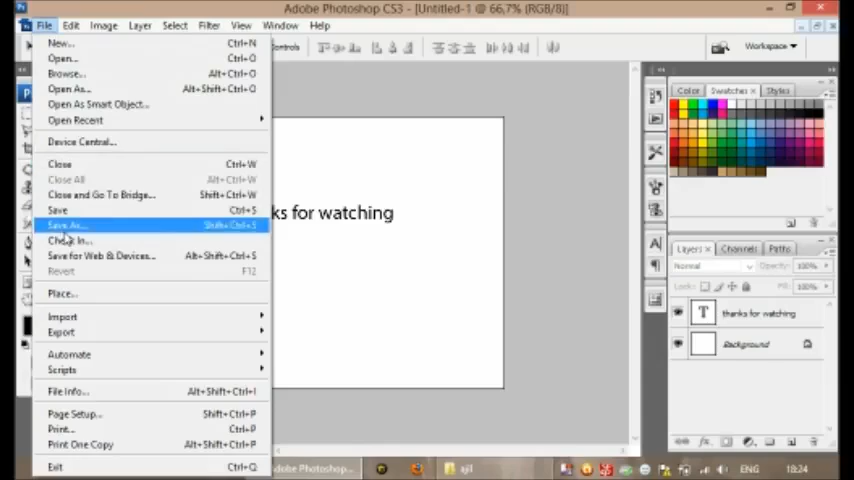 Adobe Photoshop CS3 - [Untitled-1 @ 66,7% (RGB/8)]
File Edit Image Layer Select Filter View Window Help
Workspace
New... Ctrl+N
Open... Ctrl+O
Browse... Alt+Ctrl+O
Open As... Alt+Shift+Ctrl+O
Open As Smart Object...
Open Recent
Device Central...
Close Ctrl+W
Close All Alt+Ctrl+W
Close and Go To Bridge... Shift+Ctrl+W
Save Ctrl+S
Save As... Shift+Ctrl+S
Check In...
Save for Web & Devices... Alt+Shift+Ctrl+S
Revert F12
Place...
Import
Export
Automate
Scripts
File Info... Alt+Shift+Ctrl+I
Page Setup... Shift+Ctrl+P
Print... Ctrl+P
Print One Copy Alt+Shift+Ctrl+P
Exit Ctrl+Q
ks for watching
Color Swatches Styles
Layers Channels Paths
Normal Opacity: 100%
Locks: Fill: 100%
T thanks for watching
Background
Adobe Photoshop... ajil ENG 18:24